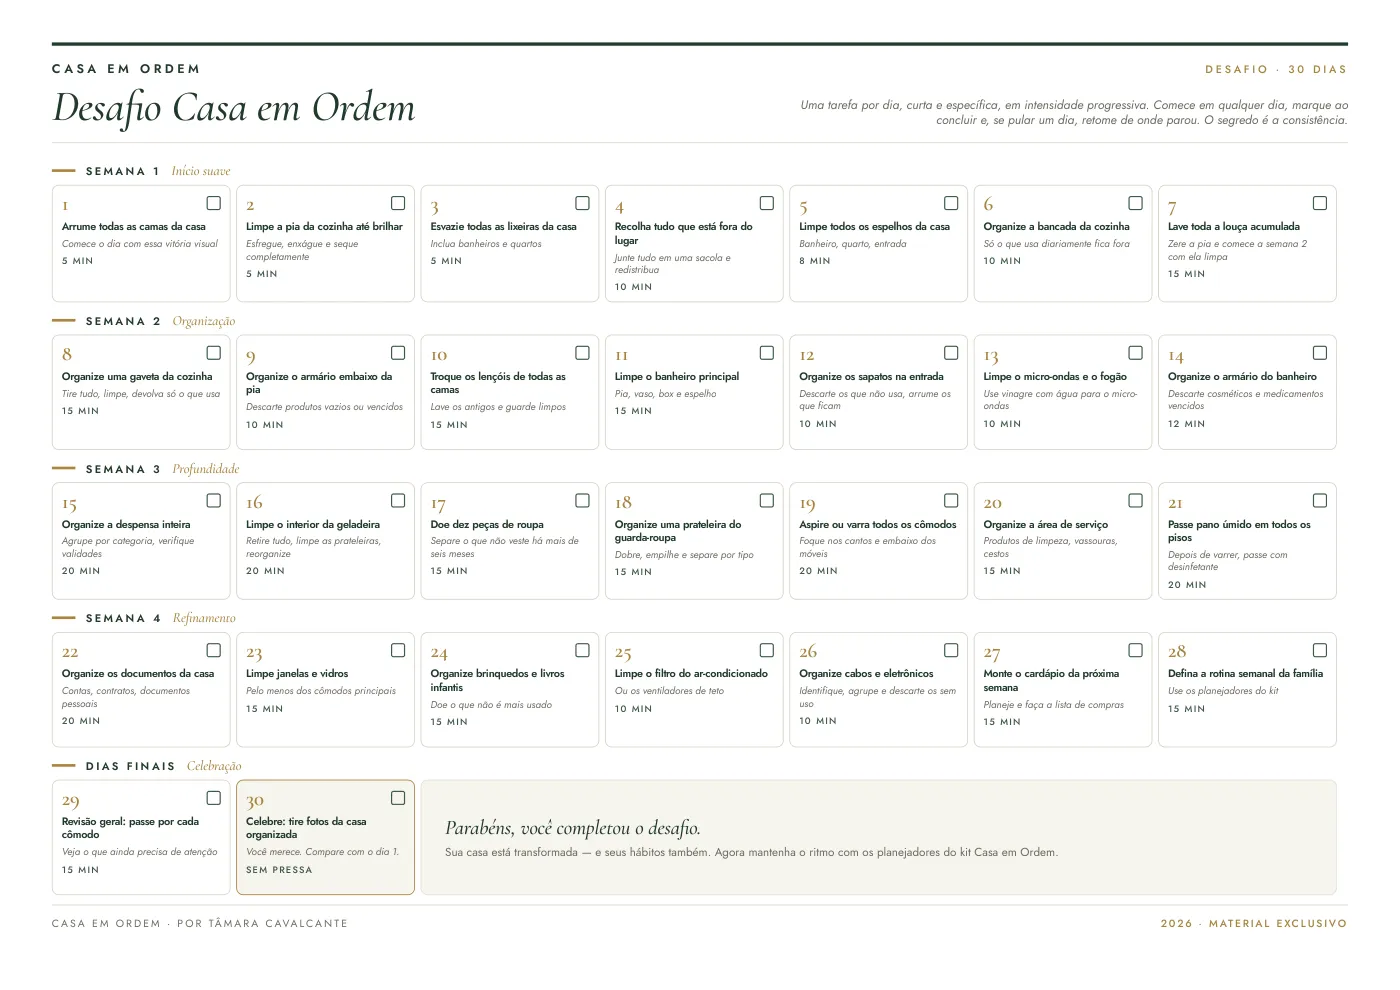 CASA EM ORDEM
DESAFIO · 30 DIAS
Desafio Casa em Ordem
Uma tarefa por dia, curta e específica, em intensidade progressiva. Comece em qualquer dia, marque ao
concluir e, se pular um dia, retome de onde parou. O segredo é a consistência.
SEMANA 1 Início suave
1
Arrume todas as camas da casa
Comece o dia com essa vitória visual
5 MIN
2
Limpe a pia da cozinha até brilhar
Esfregue, enxágue e seque
completamente
5 MIN
3
Esvazie todas as lixeiras da casa
Inclua banheiros e quartos
5 MIN
4
Recolha tudo que está fora do
lugar
Junte tudo em uma sacola e
redistribua
10 MIN
5
Limpe todos os espelhos da casa
Banheiro, quarto, entrada
8 MIN
6
Organize a bancada da cozinha
Só o que usa diariamente fica fora
10 MIN
7
Lave toda a louça acumulada
Zere a pia e comece a semana 2
com ela limpa
15 MIN
SEMANA 2 Organização
8
Organize uma gaveta da cozinha
Tire tudo, limpe, devolva só o que usa
15 MIN
9
Organize o armário embaixo da
pia
Descarte produtos vazios ou vencidos
10 MIN
10
Troque os lençóis de todas as
camas
Lave os antigos e guarde limpos
15 MIN
11
Limpe o banheiro principal
Pia, vaso, box e espelho
15 MIN
12
Organize os sapatos na entrada
Descarte os que não usa, arrume os
que ficam
10 MIN
13
Limpe o micro-ondas e o fogão
Use vinagre com água para o micro-
ondas
10 MIN
14
Organize o armário do banheiro
Descarte cosméticos e medicamentos
vencidos
12 MIN
SEMANA 3 Profundidade
15
Organize a despensa inteira
Agrupe por categoria, verifique
validades
20 MIN
16
Limpe o interior da geladeira
Retire tudo, limpe as prateleiras,
reorganize
20 MIN
17
Doe dez peças de roupa
Separe o que não veste há mais de
seis meses
15 MIN
18
Organize uma prateleira do
guarda-roupa
Dobre, empilhe e separe por tipo
15 MIN
19
Aspire ou varra todos os cômodos
Foque nos cantos e embaixo dos
móveis
20 MIN
20
Organize a área de serviço
Produtos de limpeza, vassouras,
cestos
15 MIN
21
Passe pano úmido em todos os
pisos
Depois de varrer, passe com
desinfetante
20 MIN
SEMANA 4 Refinamento
22
Organize os documentos da casa
Contas, contratos, documentos
pessoais
20 MIN
23
Limpe janelas e vidros
Pelo menos dos cômodos principais
15 MIN
24
Organize brinquedos e livros
infantis
Doe o que não é mais usado
15 MIN
25
Limpe o filtro do ar-condicionado
Ou os ventiladores de teto
10 MIN
26
Organize cabos e eletrônicos
Identifique, agrupe e descarte os sem
uso
10 MIN
27
Monte o cardápio da próxima
semana
Planeje e faça a lista de compras
15 MIN
28
Defina a rotina semanal da família
Use os planejadores do kit
15 MIN
DIAS FINAIS Celebração
29
Revisão geral: passe por cada
cômodo
Veja o que ainda precisa de atenção
15 MIN
30
Celebre: tire fotos da casa
organizada
Você merece. Compare com o dia 1.
SEM PRESSA
Parabéns, você completou o desafio.
Sua casa está transformada — e seus hábitos também. Agora mantenha o ritmo com os planejadores do kit Casa em Ordem.
CASA EM ORDEM · POR TÂMARA CAVALCANTE
2026 · MATERIAL EXCLUSIVO